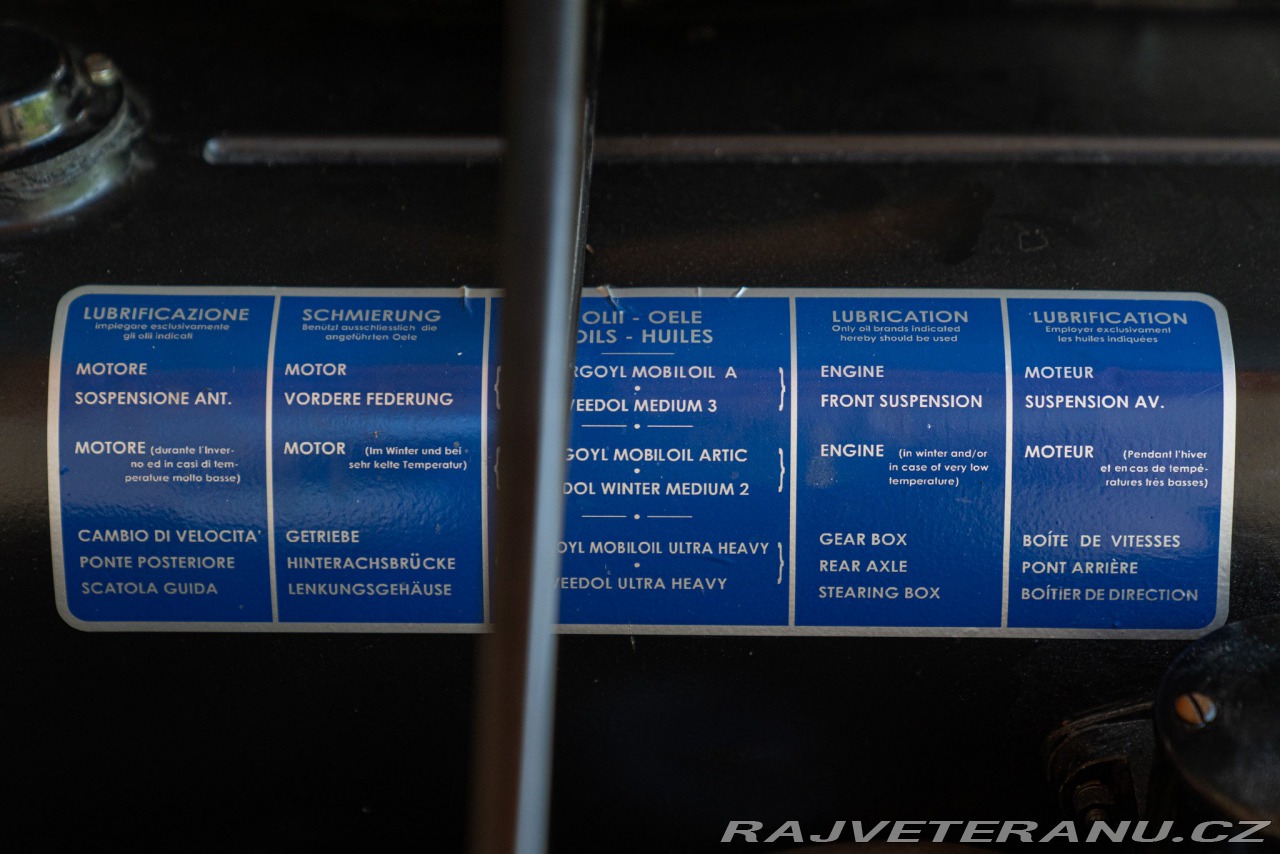 LUBRIFICAZIONE
impiegare esclusivamente
gli olii indicati
MOTORE
SOSPENSIONE ANT.
MOTORE (durante l'Inver-
no ed in casi di tem-
perature molto basse)
CAMBIO DI VELOCITA'
PONTE POSTERIORE
SCATOLA GUIDA
SCHMIERUNG
Benützt ausschliesslich die
angeführten Oele
MOTOR
VORDERE FEDERUNG
MOTOR (Im Winter und bei
sehr kelte Temperatur)
GETRIEBE
HINTERACHSBRÜCKE
LENKUNGSGEHÄUSE
OLII - OELE
OILS - HUILES
MOBILOIL A
VEEDOL MEDIUM 3
MOBILOIL ARTIC
WINTER MEDIUM 2
MOBILOIL ULTRA HEAVY
VEEDOL ULTRA HEAVY
LUBRICATION
Only oil brands indicated
hereby should be used
ENGINE
FRONT SUSPENSION
ENGINE (in winter and/or
in case of very low
temperature)
GEAR BOX
REAR AXLE
STEARING BOX
LUBRIFICATION
Employer exclusivament
les huiles indiquées
MOTEUR
SUSPENSION AV.
MOTEUR (Pendant l'hiver
et en cas de tempé-
ratures très basses)
BOÍTE DE VITESSES
PONT ARRIÈRE
BOÍTIER DE DIRECTION
RAJVETERANU.CZ